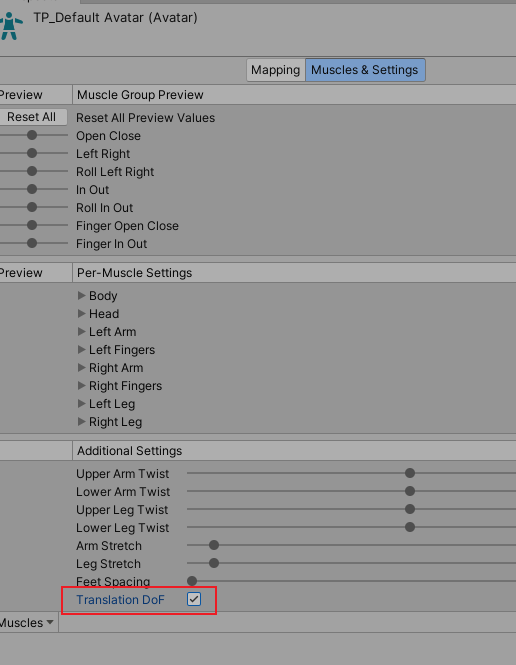 TP_Default Avatar (Avatar)
Mapping Muscles & Settings
Preview Muscle Group Preview
Reset All Reset All Preview Values
Open Close
Left Right
Roll Left Right
In Out
Roll In Out
Finger Open Close
Finger In Out
Preview Per-Muscle Settings
Body
Head
Left Arm
Left Fingers
Right Arm
Right Fingers
Left Leg
Right Leg
Additional Settings
Upper Arm Twist
Lower Arm Twist
Upper Leg Twist
Lower Leg Twist
Arm Stretch
Leg Stretch
Feet Spacing
Translation DoF
Muscles